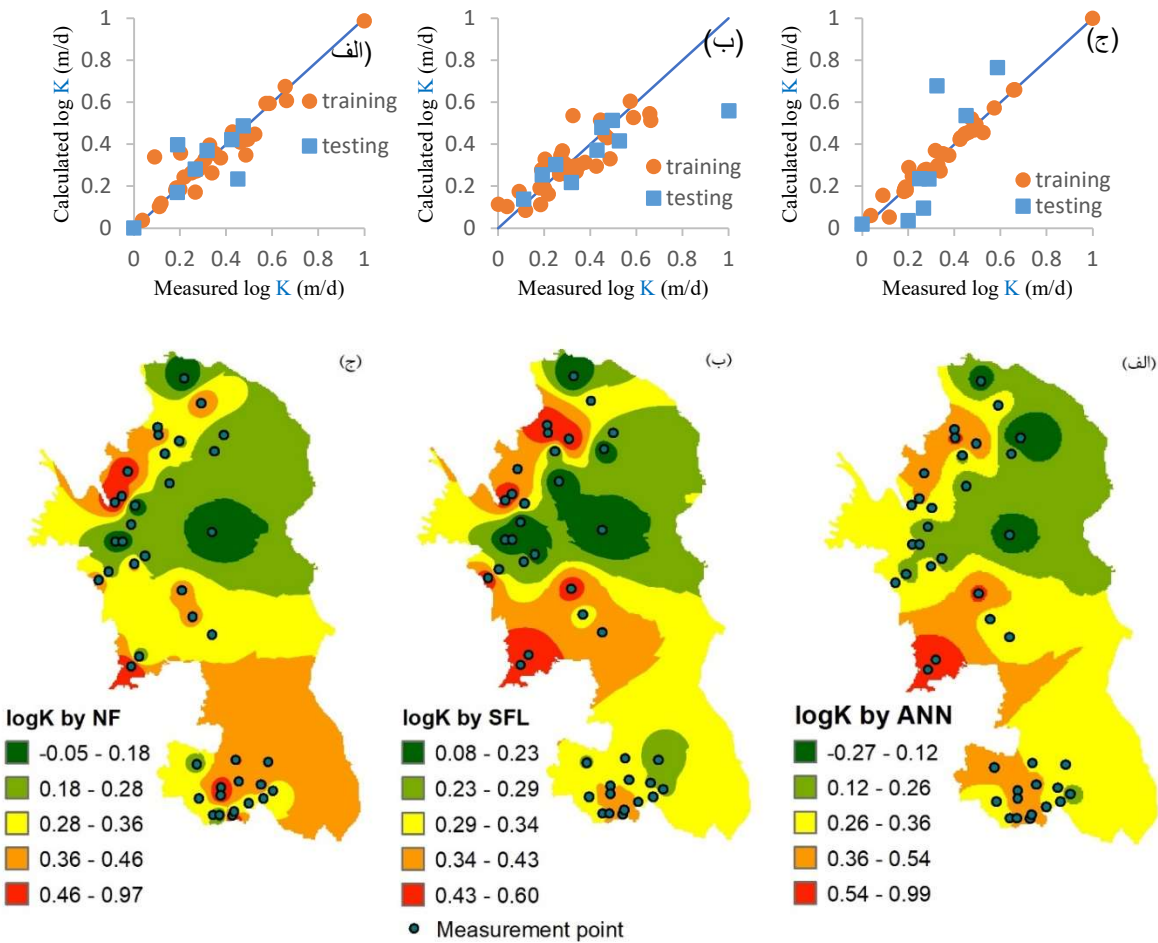 (الف
Calculated log K (m/d)
1
0.8
0.6
0.4
0.2
0
0 0.2 0.4 0.6 0.8 1
Measured log K (m/d)
training
testing
(ب)
Calculated log K (m/d)
1
0.8
0.6
0.4
0.2
0
0 0.2 0.4 0.6 0.8 1
Measured log K (m/d)
training
testing
(ج)
Calculated log K (m/d)
1
0.8
0.6
0.4
0.2
0
0 0.2 0.4 0.6 0.8 1
Measured log K (m/d)
training
testing
(ج)
logK by NF
-0.05 - 0.18
0.18 - 0.28
0.28 - 0.36
0.36 - 0.46
0.46 - 0.97
(ب)
logK by SFL
0.08 - 0.23
0.23 - 0.29
0.29 - 0.34
0.34 - 0.43
0.43 - 0.60
Measurement point
(الف)
logK by ANN
-0.27 - 0.12
0.12 - 0.26
0.26 - 0.36
0.36 - 0.54
0.54 - 0.99